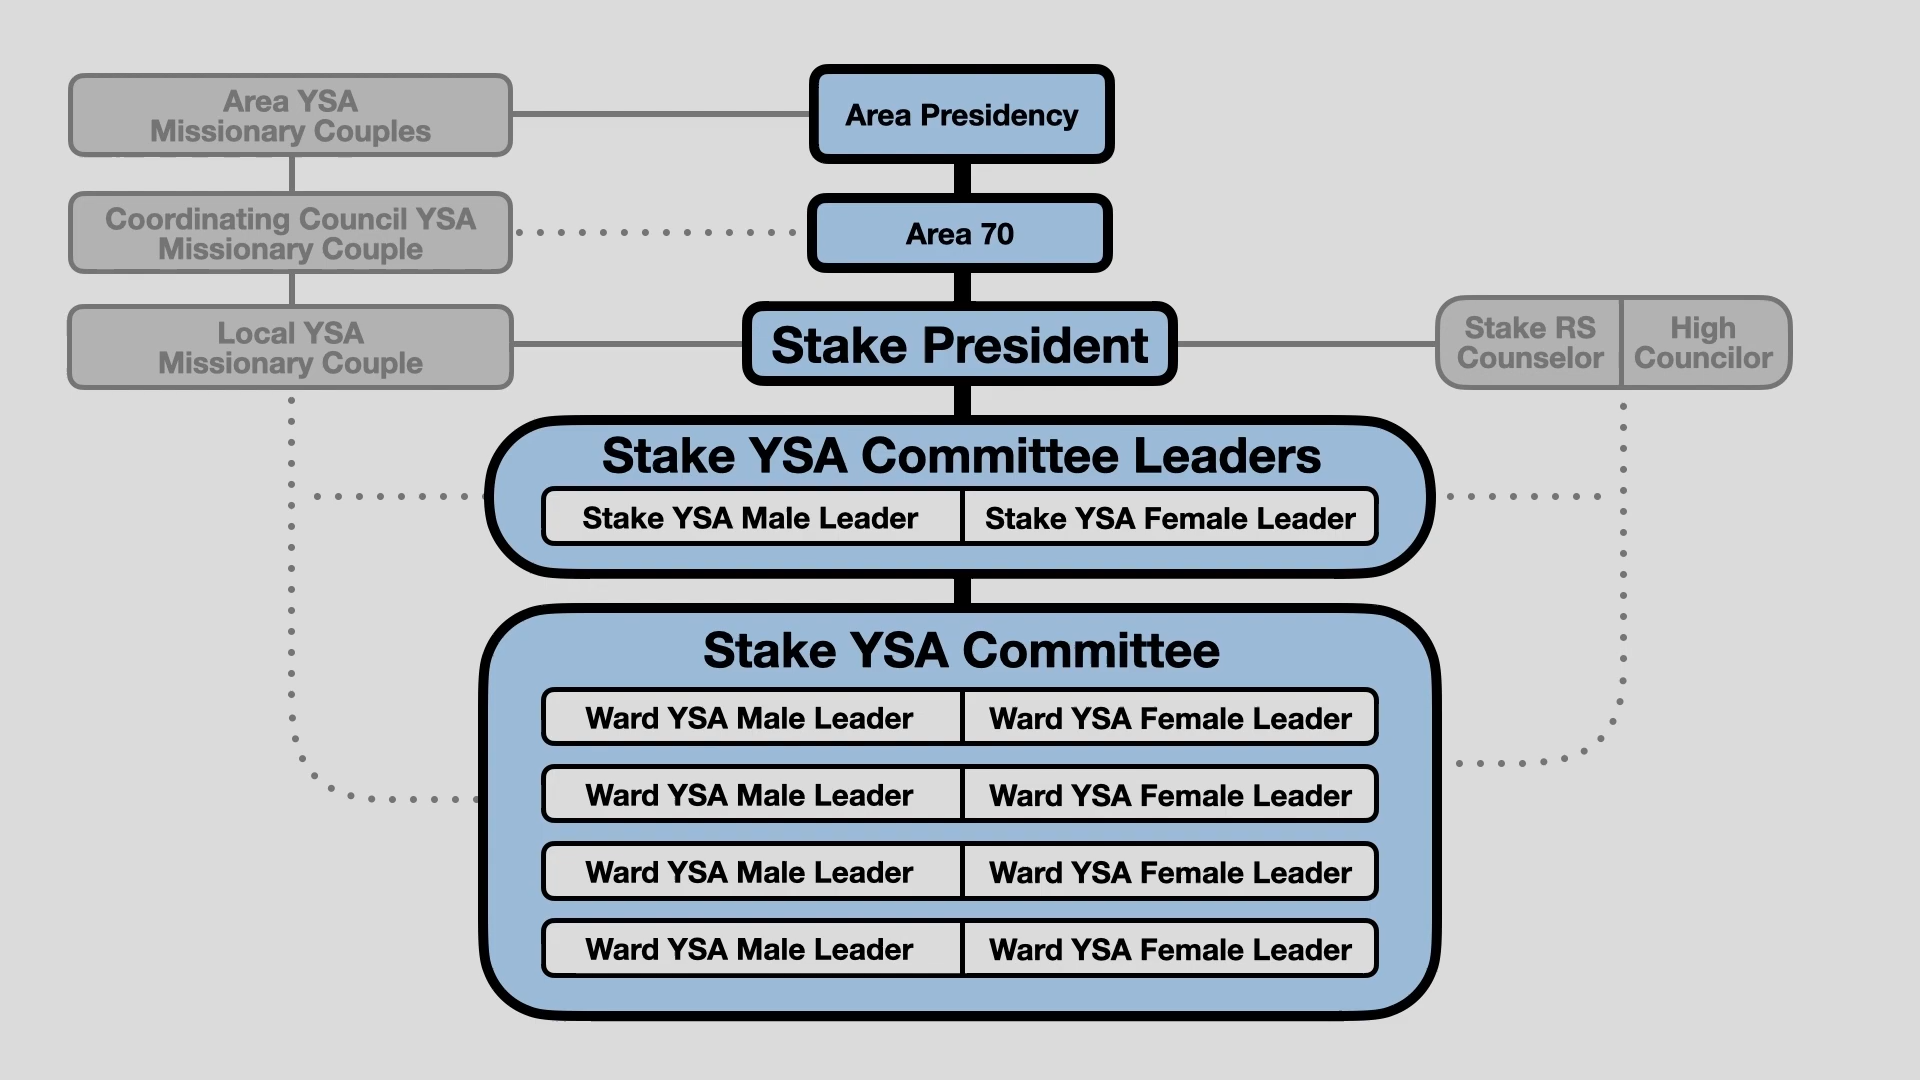 Area YSA
Missionary Couples
Area Presidency
Coordinating Council YSA
Missionary Couple
Area 70
Local YSA
Missionary Couple
Stake President
Stake RS
Counselor
High
Councilor
Stake YSA Committee Leaders
Stake YSA Male Leader
Stake YSA Female Leader
Stake YSA Committee
Ward YSA Male Leader
Ward YSA Female Leader
Ward YSA Male Leader
Ward YSA Female Leader
Ward YSA Male Leader
Ward YSA Female Leader
Ward YSA Male Leader
Ward YSA Female Leader